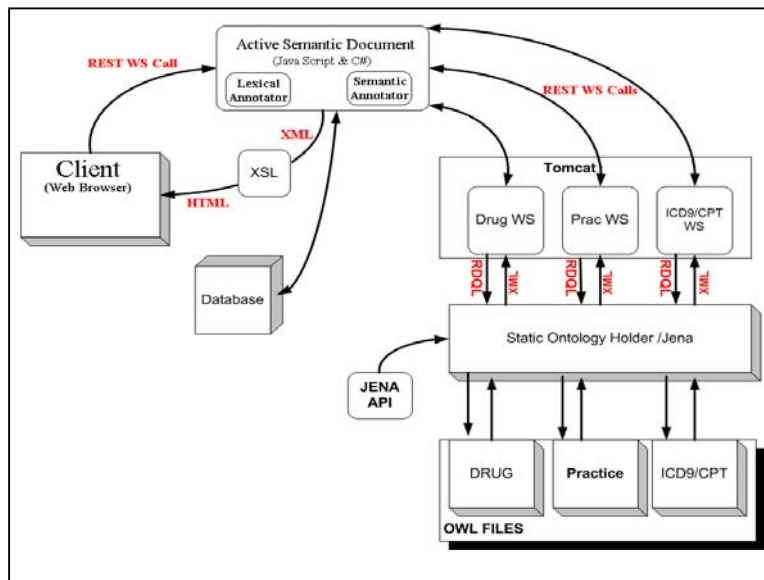 Active Semantic Document
(Java Script & C#)
Lexical
Annotator
Semantic
Annotator
REST WS Call
REST WS Calls
XML
XSL
HTML
Client
(Web Browser)
Database
Tomcat
Drug WS
Prac WS
ICD9/CPT
WS
RDQL
XML
RDQL
XML
RDQL
XML
Static Ontology Holder /Jena
JENA
API
DRUG
Practice
ICD9/CPT
OWL FILES